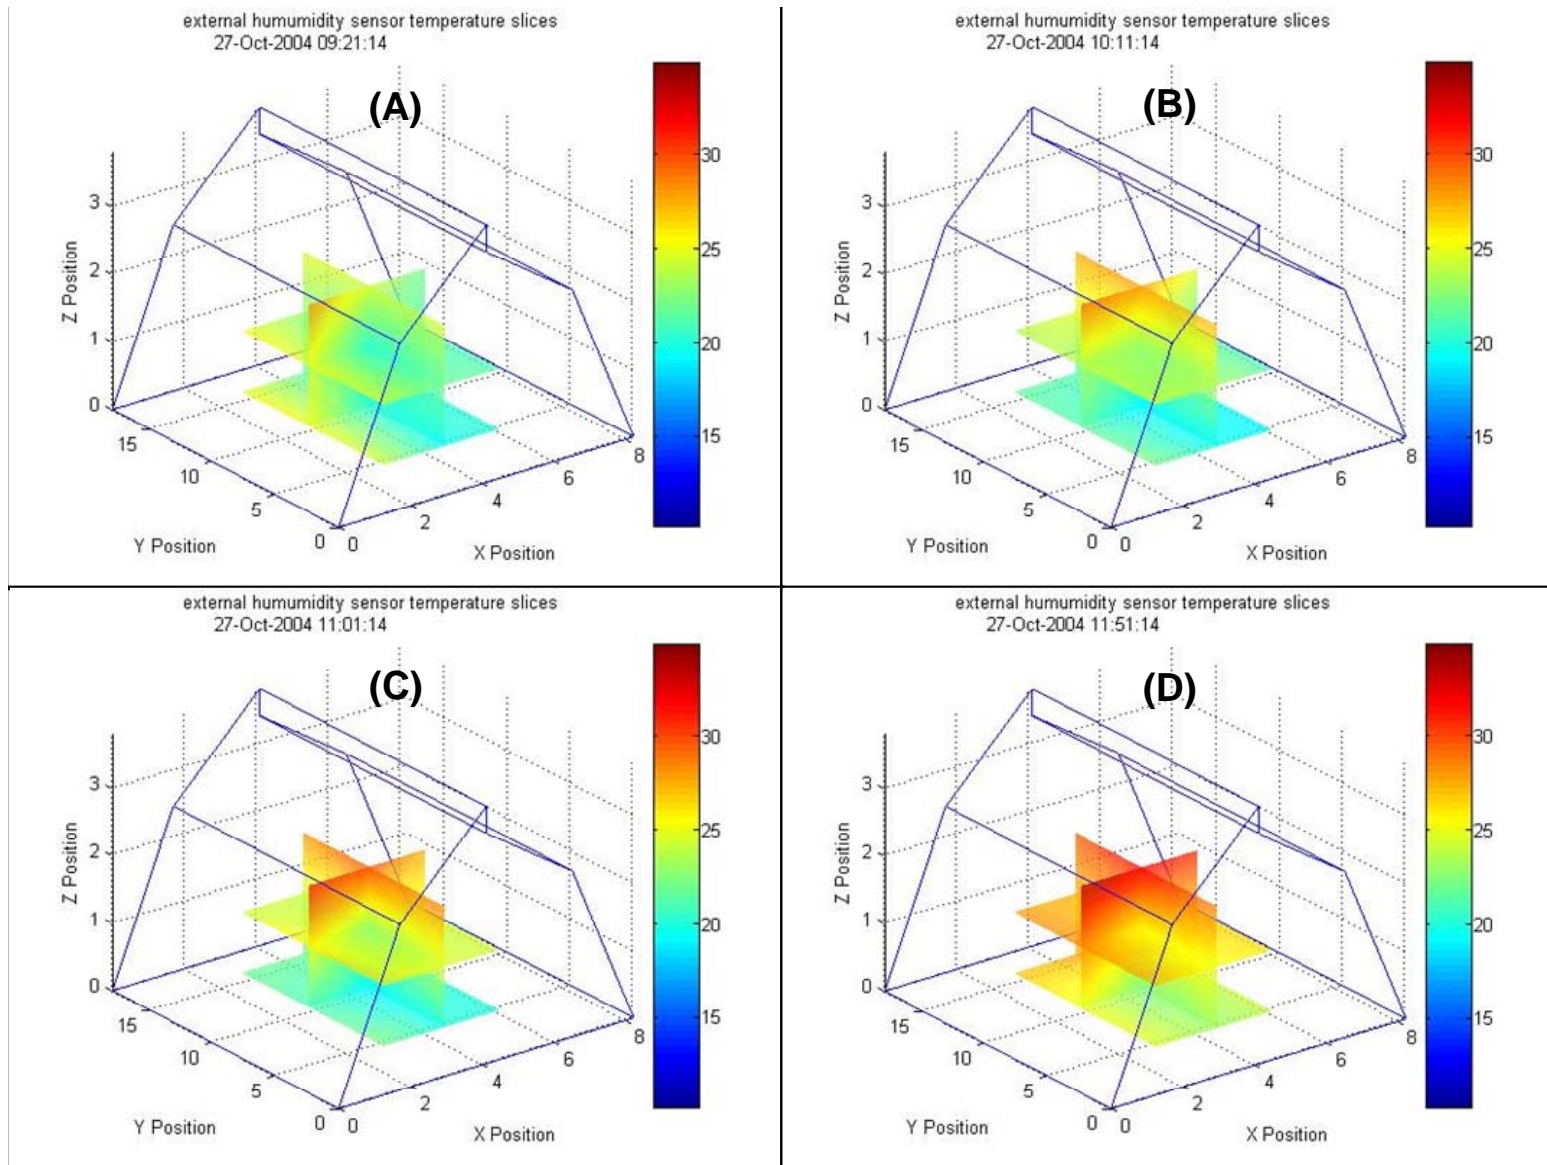 external humumidity sensor temperature slices
27-Oct-2004 09:21:14
(A)
30
25
20
15
3
2
1
0
Z Position
15
10
5
0
Y Position
0
2
4
6
8
X Position
external humumidity sensor temperature slices
27-Oct-2004 10:11:14
(B)
30
25
20
15
3
2
1
0
Z Position
15
10
5
0
Y Position
0
2
4
6
8
X Position
external humumidity sensor temperature slices
27-Oct-2004 11:01:14
(C)
30
25
20
15
3
2
1
0
Z Position
15
10
5
0
Y Position
0
2
4
6
8
X Position
external humumidity sensor temperature slices
27-Oct-2004 11:51:14
(D)
30
25
20
15
3
2
1
0
Z Position
15
10
5
0
Y Position
0
2
4
6
8
X Position